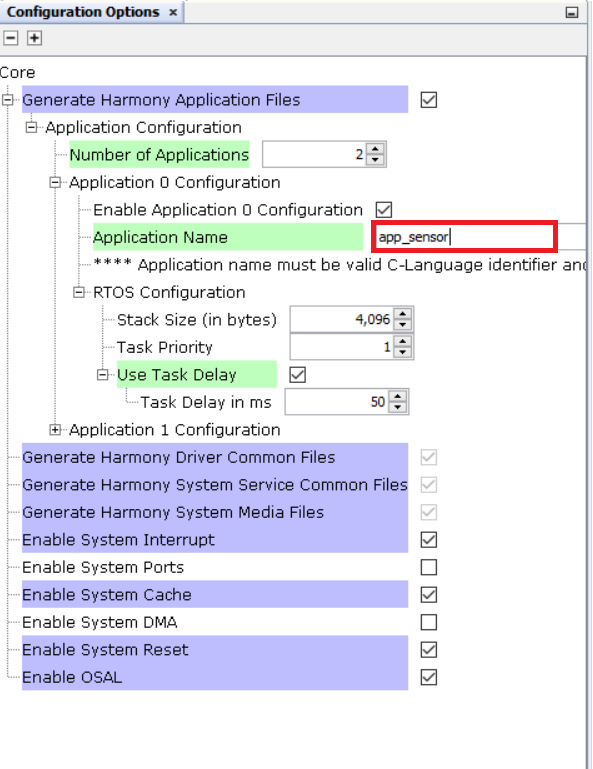 Configuration Options ×
Core
Generate Harmony Application Files
Application Configuration
Number of Applications 2
Application 0 Configuration
Enable Application 0 Configuration
Application Name app_sensor
**** Application name must be valid C-Language identifier and
RTOS Configuration
Stack Size (in bytes) 4,096
Task Priority 1
Use Task Delay
Task Delay in ms 50
Application 1 Configuration
Generate Harmony Driver Common Files
Generate Harmony System Service Common Files
Generate Harmony System Media Files
Enable System Interrupt
Enable System Ports
Enable System Cache
Enable System DMA
Enable System Reset
Enable OSAL